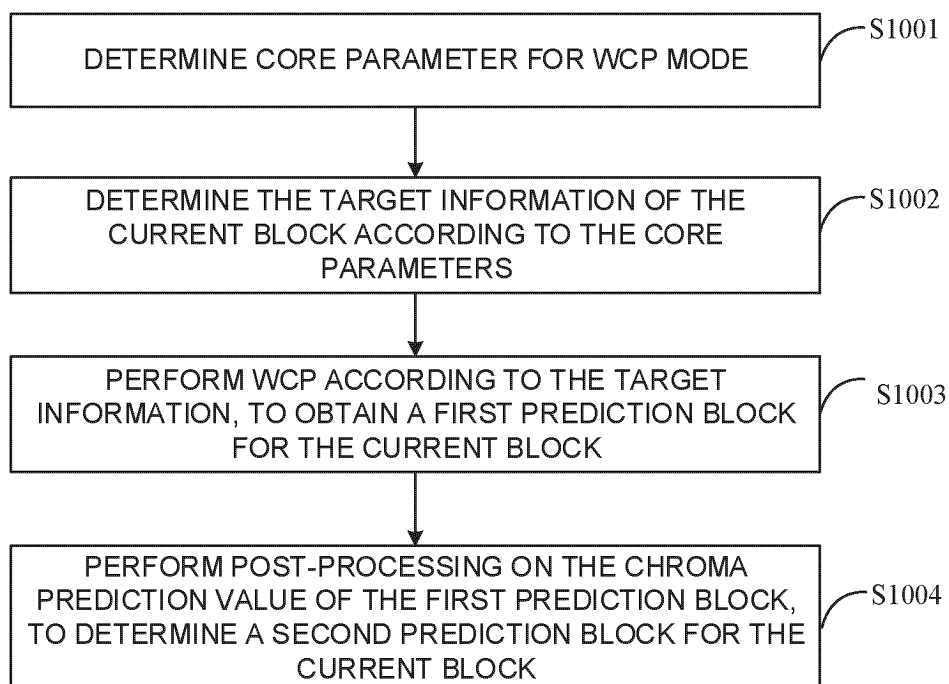 DETERMINE CORE PARAMETER FOR WCP MODE
S1001
DETERMINE THE TARGET INFORMATION OF THE
CURRENT BLOCK ACCORDING TO THE CORE
PARAMETERS
S1002
PERFORM WCP ACCORDING TO THE TARGET
INFORMATION, TO OBTAIN A FIRST PREDICTION BLOCK
FOR THE CURRENT BLOCK
S1003
PERFORM POST-PROCESSING ON THE CHROMA
PREDICTION VALUE OF THE FIRST PREDICTION BLOCK,
TO DETERMINE A SECOND PREDICTION BLOCK FOR THE
CURRENT BLOCK
S1004